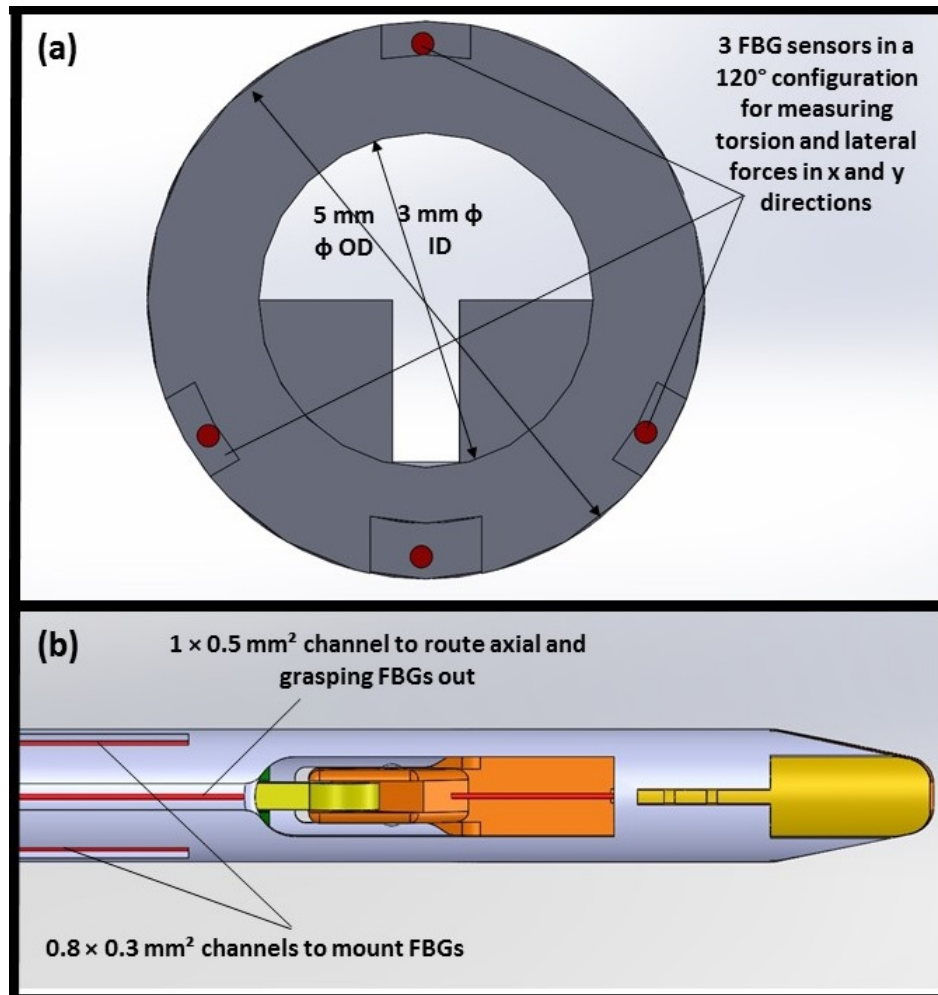 (a)
3 FBG sensors in a
120° configuration
for measuring
torsion and lateral
forces in x and y
directions
5 mm
ϕ OD
3 mm ϕ
ID
(b)
1 × 0.5 mm² channel to route axial and
grasping FBGs out
0.8 × 0.3 mm² channels to mount FBGs